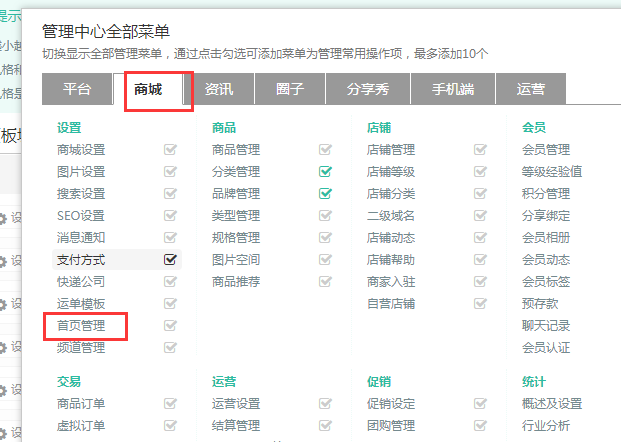 管理中心全部菜单
切换显示全部管理菜单，通过点击勾选可添加菜单为管理常用操作项，最多添加10个
平台 商城 资讯 圈子 分享秀 手机端 运营
设置 商品 店铺 会员
商城设置 商品管理 店铺管理 会员管理
图片设置 分类管理 店铺等级 等级经验值
搜索设置 品牌管理 店铺分类 积分管理
SEO设置 类型管理 二级域名 分享绑定
消息通知 规格管理 店铺动态 会员相册
支付方式 图片空间 店铺帮助 会员动态
快递公司 商品推荐 商家入驻 会员标签
运单模板 自营店铺 预存款
首页管理 聊天记录
频道管理 会员认证
交易 运营 促销 统计
商品订单 运营设置 促销设定 概述及设置
虚拟订单 结算管理 团购管理 行业分析